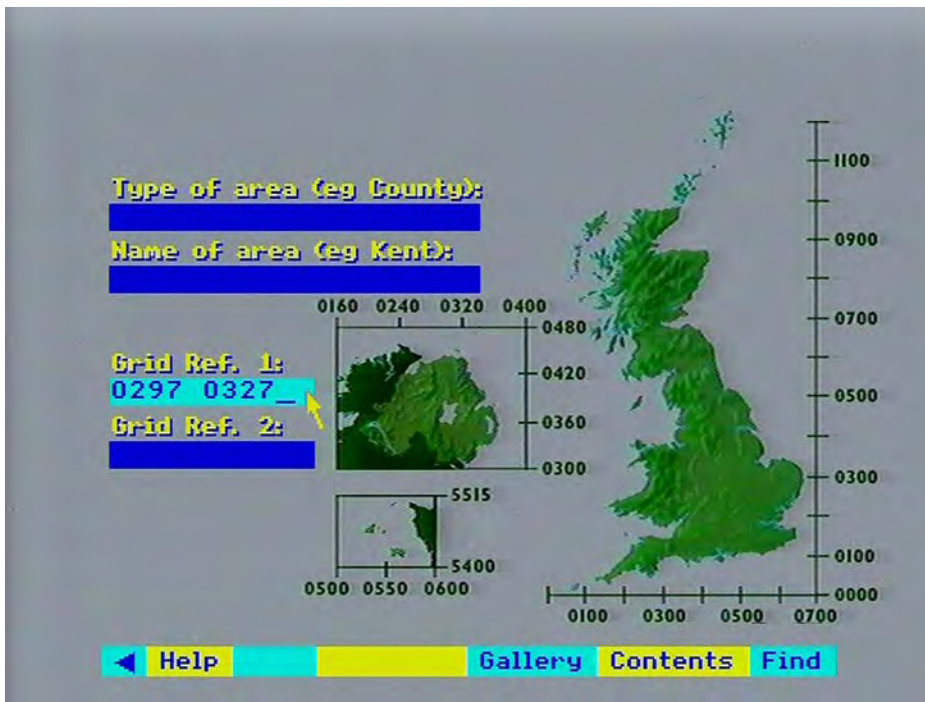 Type of area (eg County):
Name of area (eg Kent):
Grid Ref. 1:
0297 0327_
Grid Ref. 2:
0160 0240 0320 0400
0480
0420
0360
0300
5515
5400
0500 0550 0600
1100
0900
0700
0500
0300
0100
0000
0100 0300 0500 0700
Help Gallery Contents Find